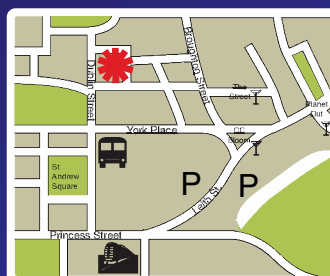 Broughton Street
Dublin Street
The
Street
Planet
Out
York Place
CC
Bloom
St
Andrew
Square
P
P
Leith St.
Princess Street